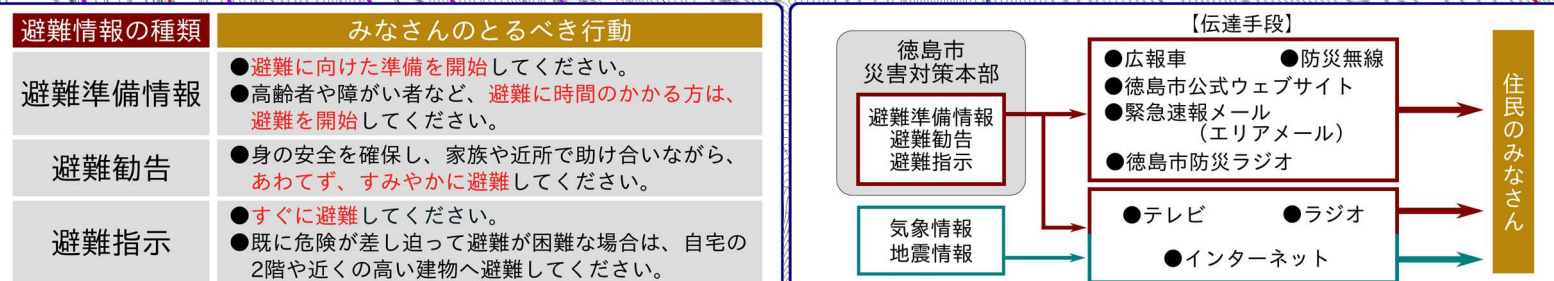 避難情報の種類
みなさんのとるべき行動
避難準備情報
●避難に向けた準備を開始してください。
●高齢者や障がい者など、避難に時間のかかる方は、
避難を開始してください。
避難勧告
●身の安全を確保し、家族や近所で助け合いながら、
あわてず、すみやかに避難してください。
避難指示
●すぐに避難してください。
●既に危険が差し迫って避難が困難な場合は、自宅の
2階や近くの高い建物へ避難してください。
【伝達手段】
徳島市
災害対策本部
避難準備情報
避難勧告
避難指示
気象情報
地震情報
●広報車 ●防災無線
●徳島市公式ウェブサイト
●緊急速報メール
(エリアメール)
●徳島市防災ラジオ
●テレビ ●ラジオ
●インターネット
住民のみなさん